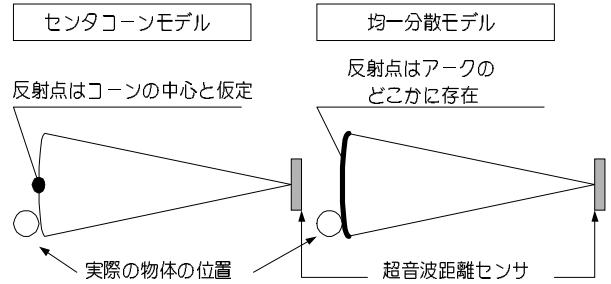 センタコーンモデル
均一分散モデル
反射点はコーンの中心と仮定
反射点はアークの
どこかに存在
実際の物体の位置
超音波距離センサ